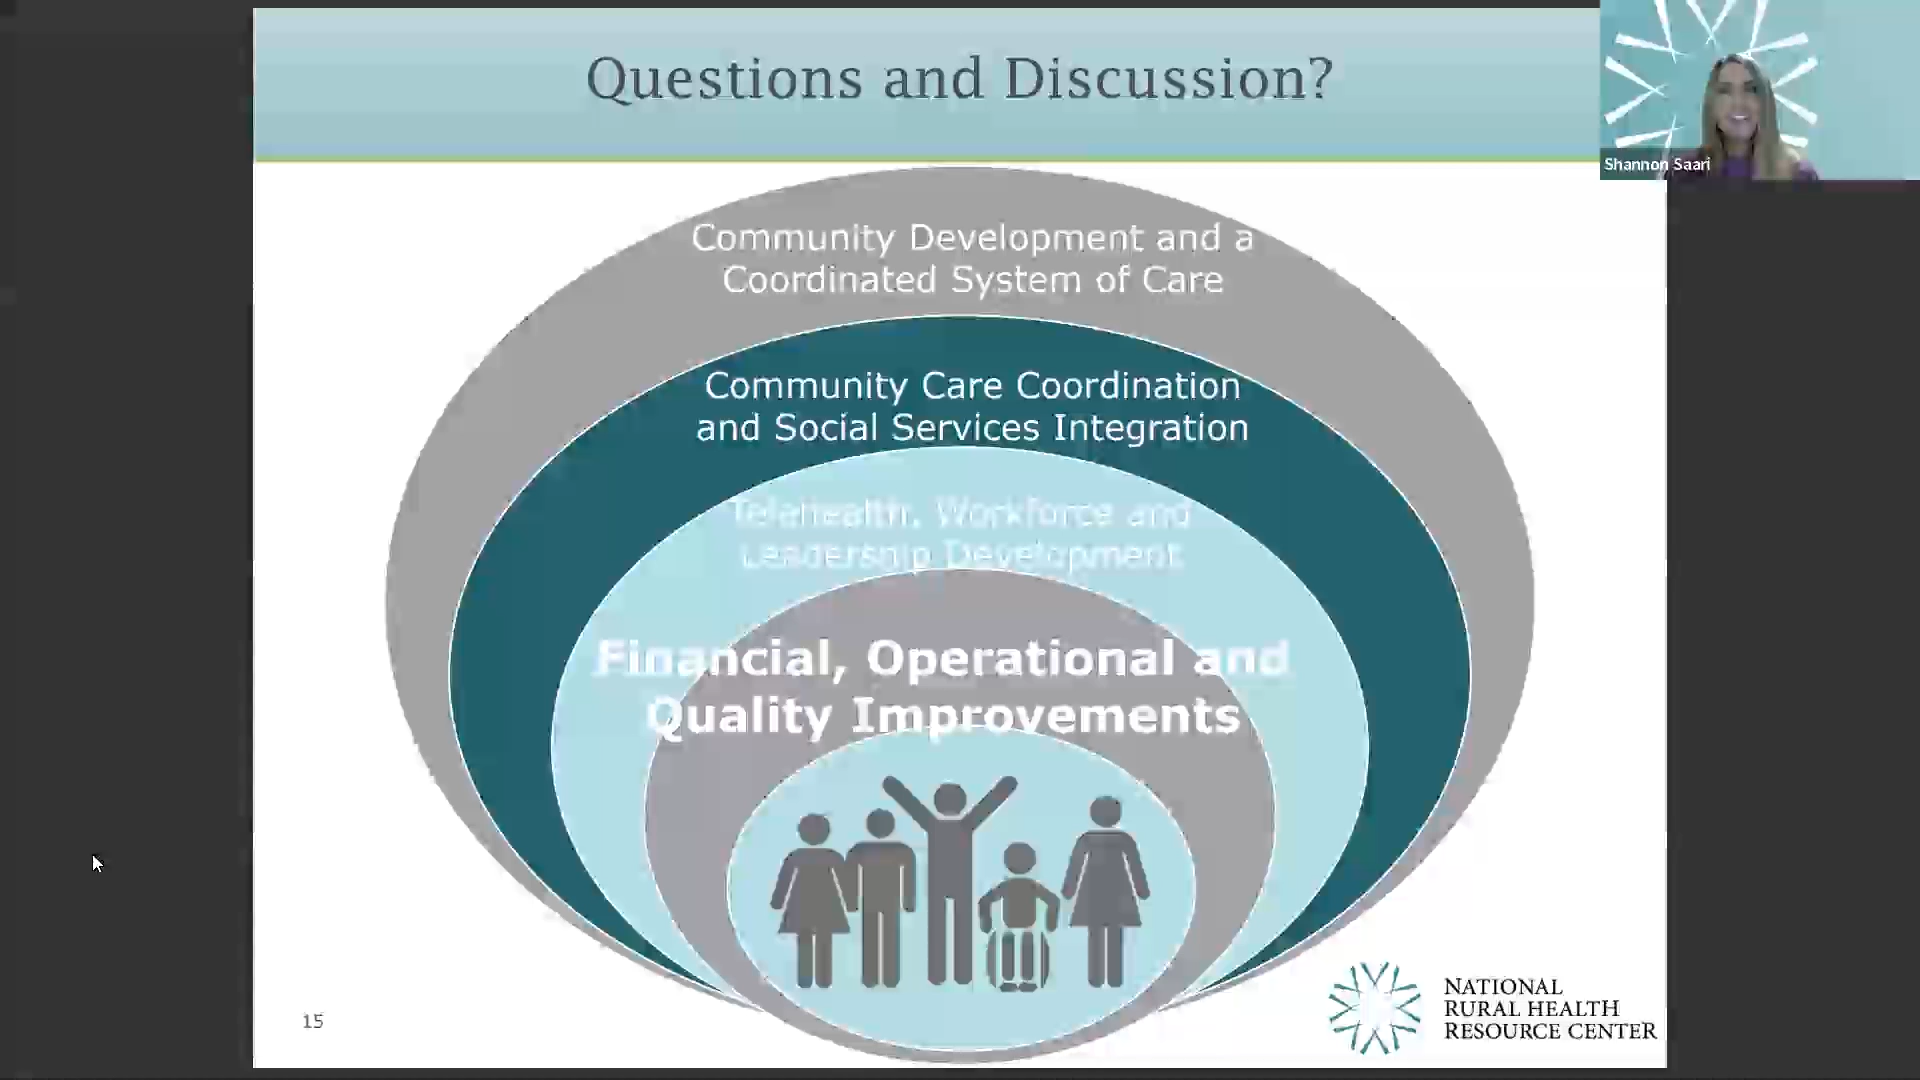 Questions and Discussion?
Shannon Saari
Community Development and a
Coordinated System of Care
Community Care Coordination
and Social Services Integration
Telehealth, Workforce and
Leadership Development
Financial, Operational and
Quality Improvements
15
NATIONAL
RURAL HEALTH
RESOURCE CENTER